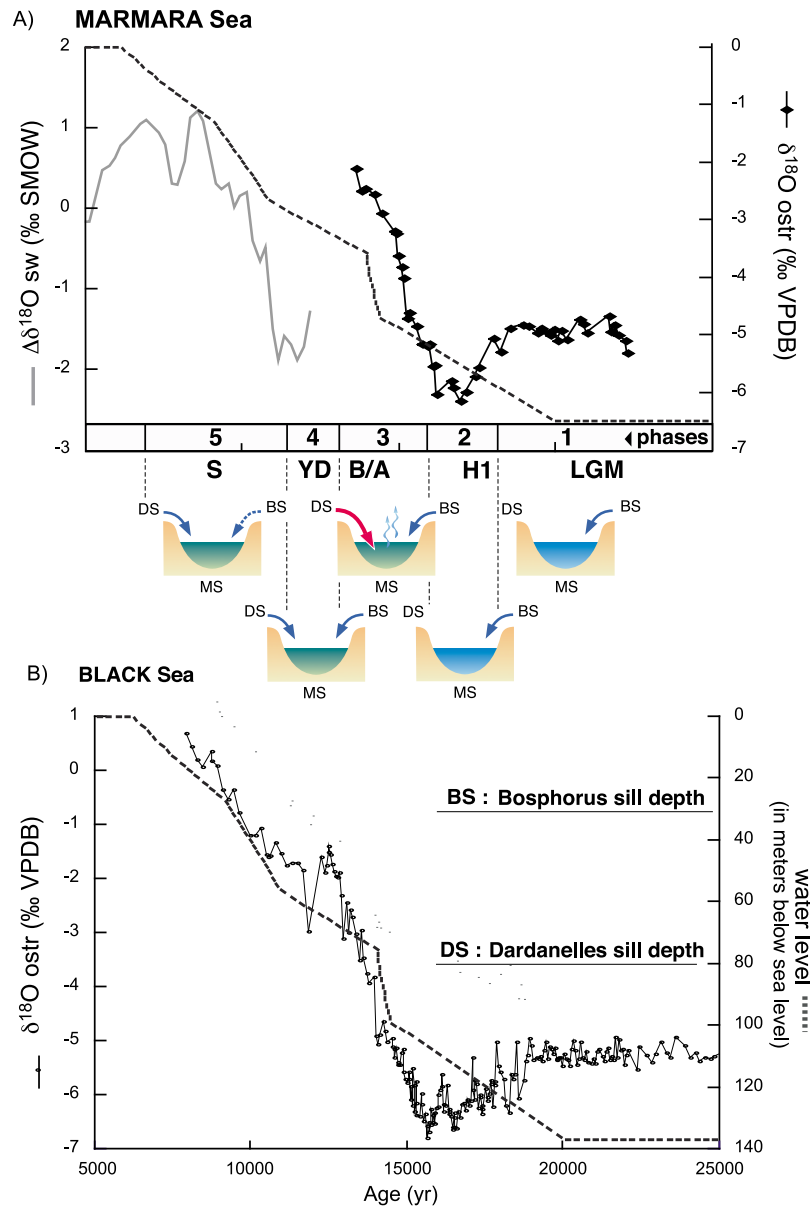 A) MARMARA Sea
2
1
0
-1
-2
-3
Δδ18O sw (‰ SMOW)
0
-1
-2
-3
-4
-5
-6
-7
δ18O ostr (‰ VPDB)
5 4 3 2 1 phases
S YD B/A H1 LGM
DS BS DS BS BS
MS MS MS
DS BS DS BS
MS MS
B) BLACK Sea
1
0
-1
-2
-3
-4
-5
-6
-7
δ18O ostr (‰ VPDB)
BS : Bosphorus sill depth
DS : Dardanelles sill depth
0
20
40
60
80
100
120
140
water level
(in meters below sea level)
5000 10000 15000 20000 25000
Age (yr)